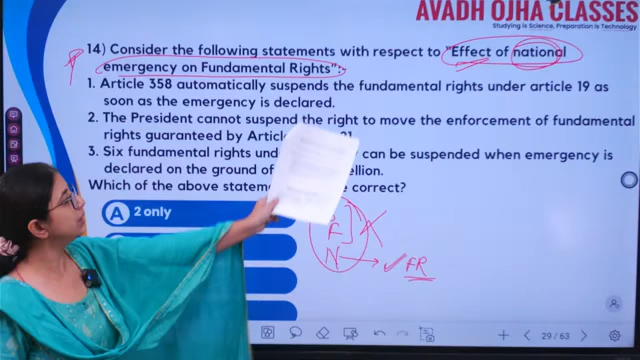 AVADH OJHA CLASSES
Studying is Science, Preparation is Technology
14) Consider the following statements with respect to "Effect of national
emergency on Fundamental Rights":-
1. Article 358 automatically suspends the fundamental rights under article 19 as
soon as the emergency is declared.
2. The President cannot suspend the right to move the enforcement of fundamental
rights guaranteed by
3. Six fundamental rights can be suspended when emergency is
declared on the ground of
Which of the above correct?
A 2 only
F
N FR
29/63